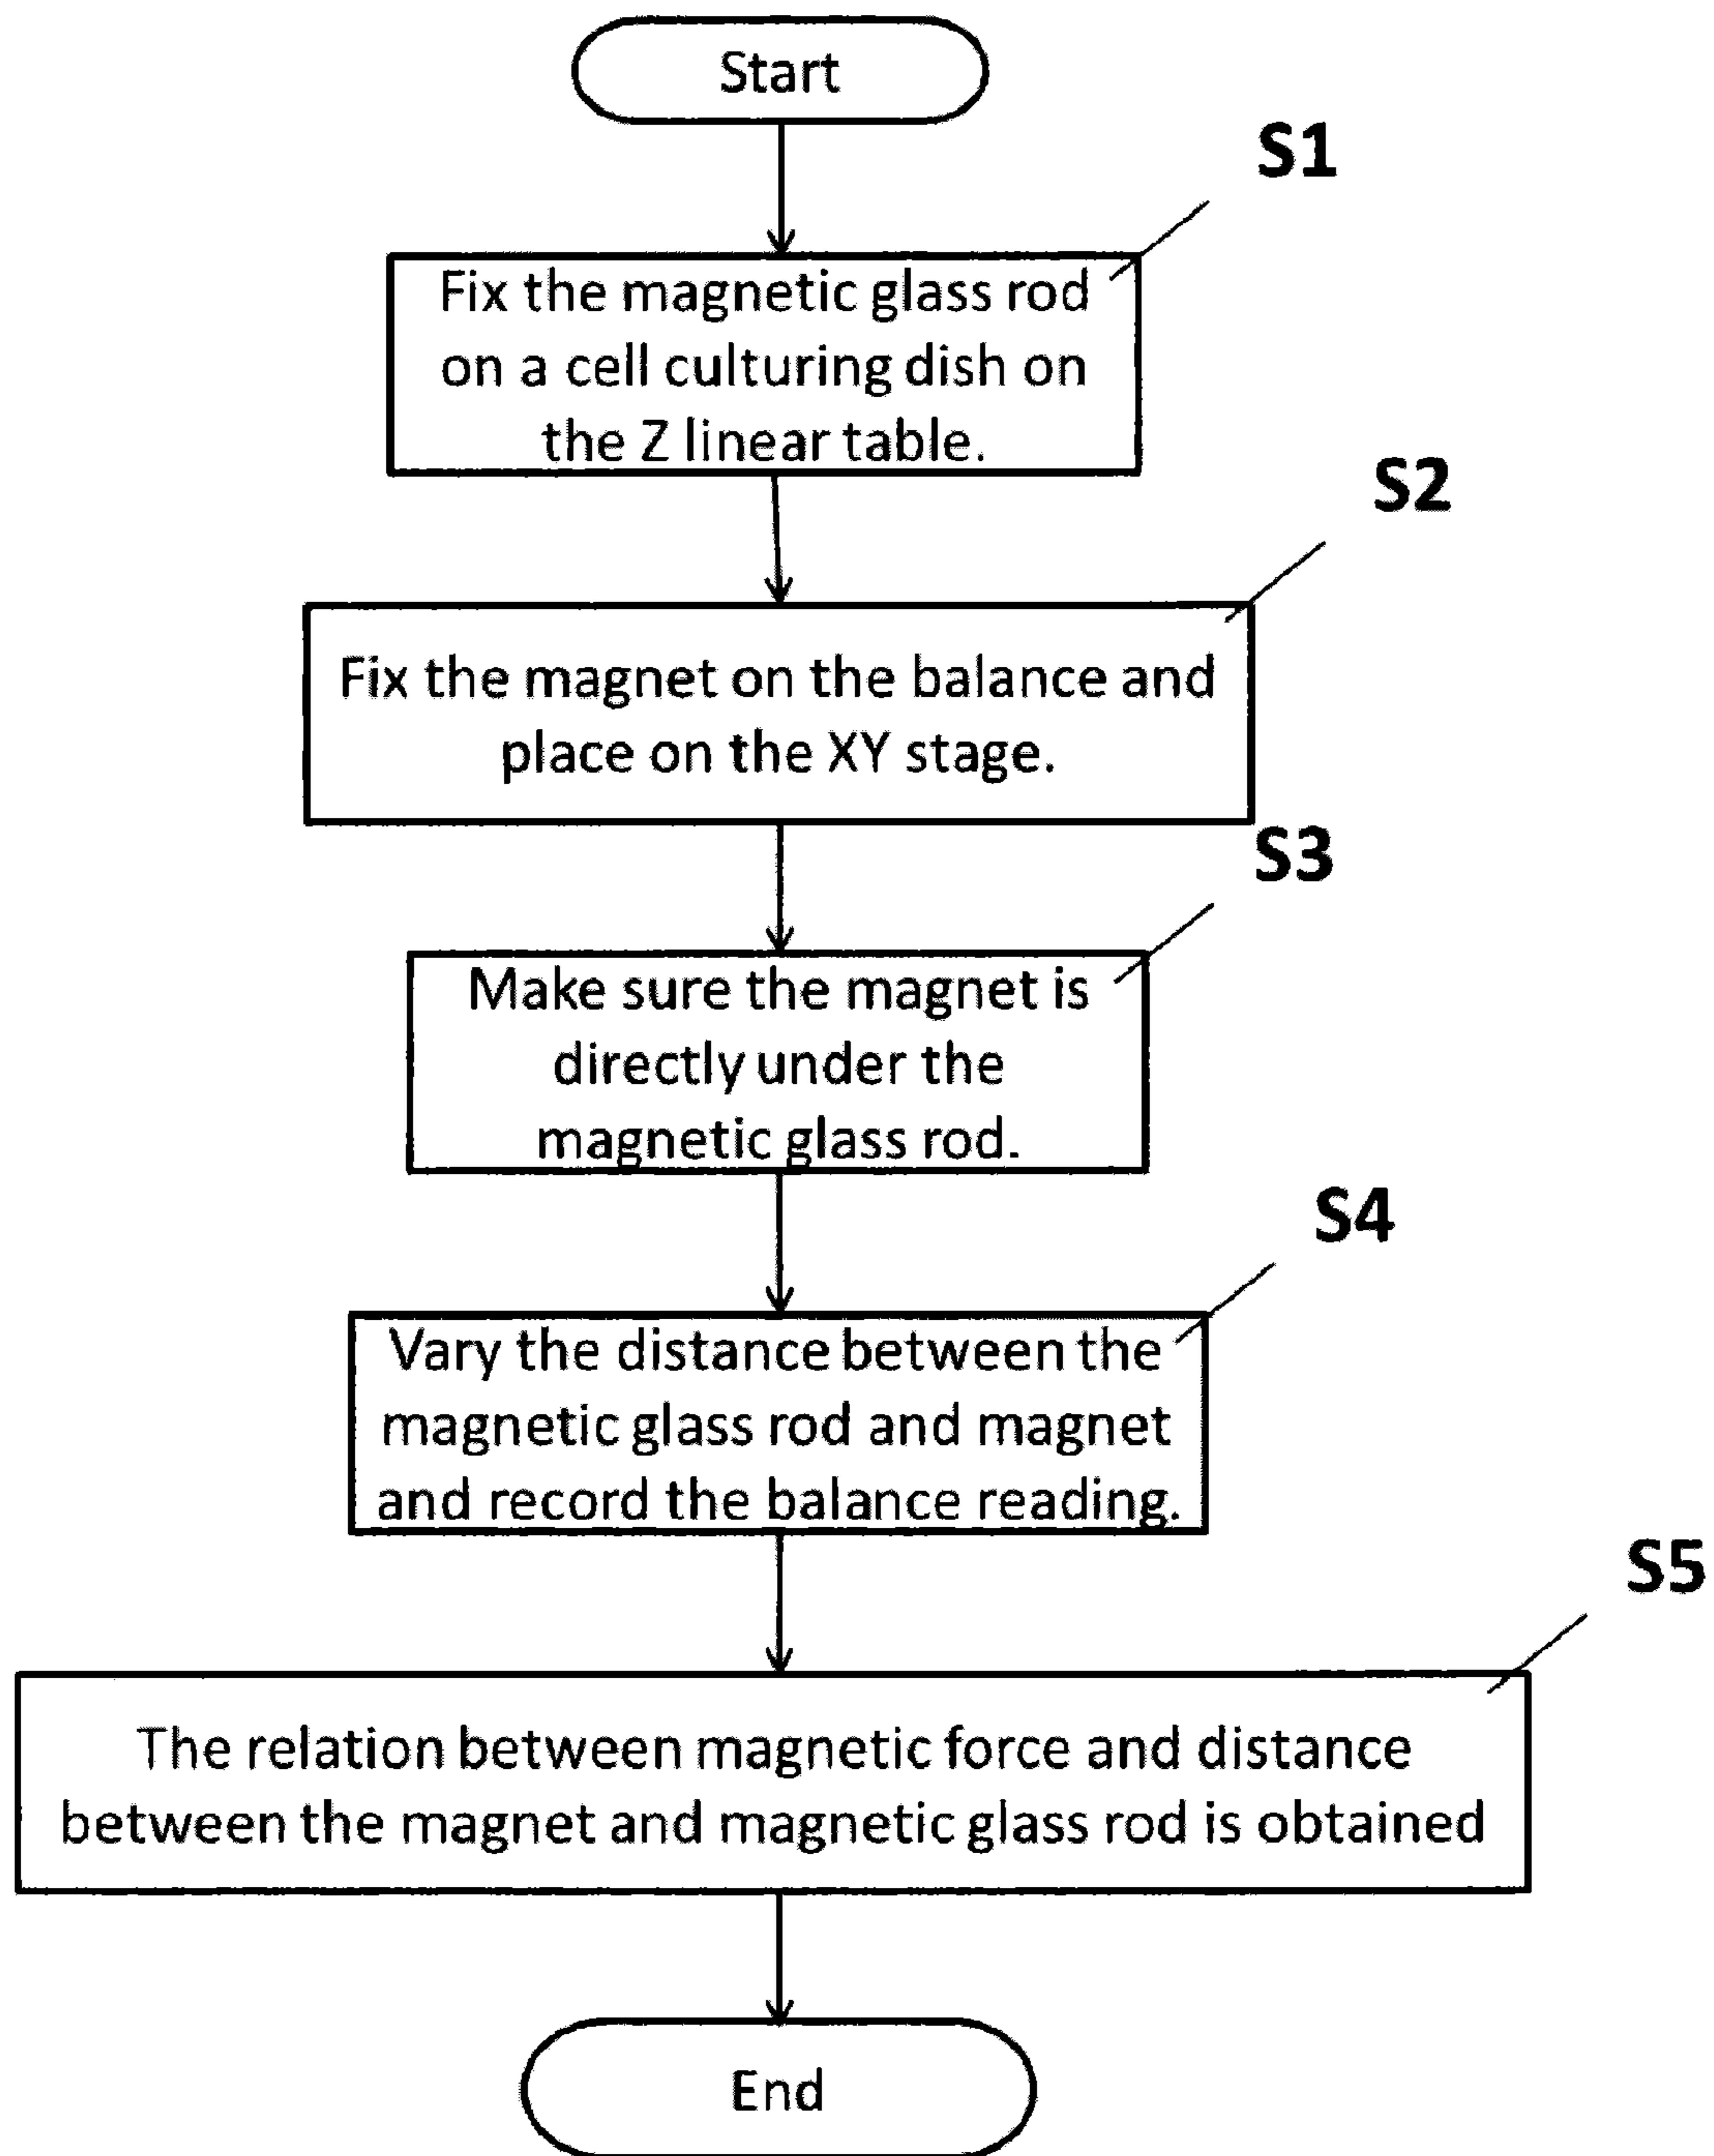 Start
S1
Fix the magnetic glass rod
on a cell culturing dish on
the Z linear table.
S2
Fix the magnet on the balance and
place on the XY stage.
S3
Make sure the magnet is
directly under the
magnetic glass rod.
S4
Vary the distance between the
magnetic glass rod and magnet
and record the balance reading.
S5
The relation between magnetic force and distance
between the magnet and magnetic glass rod is obtained
End